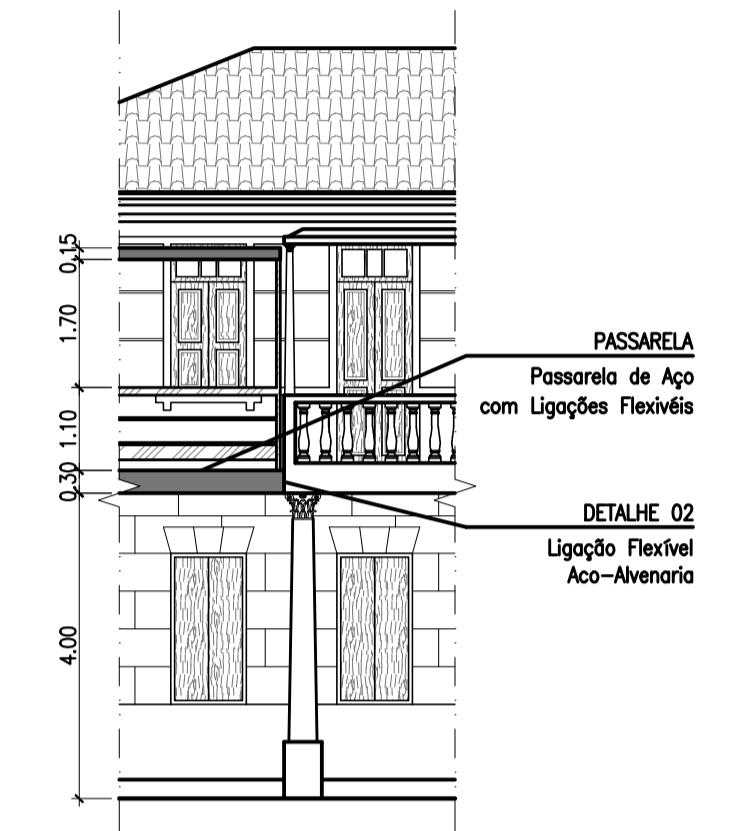 0.15
1.70
PASSARELA
Passarela de Aço
com Ligações Flexivéis
1.10
0.30
DETALHE 02
Ligação Flexível
Aco-Alvenaria
4.00